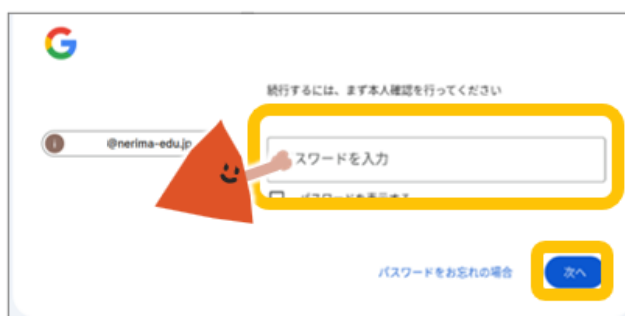 G
続行するには、まず本人確認を行ってください
@nerima-edu.jp
スワードを入力
パスワードをお忘れの場合
次へ